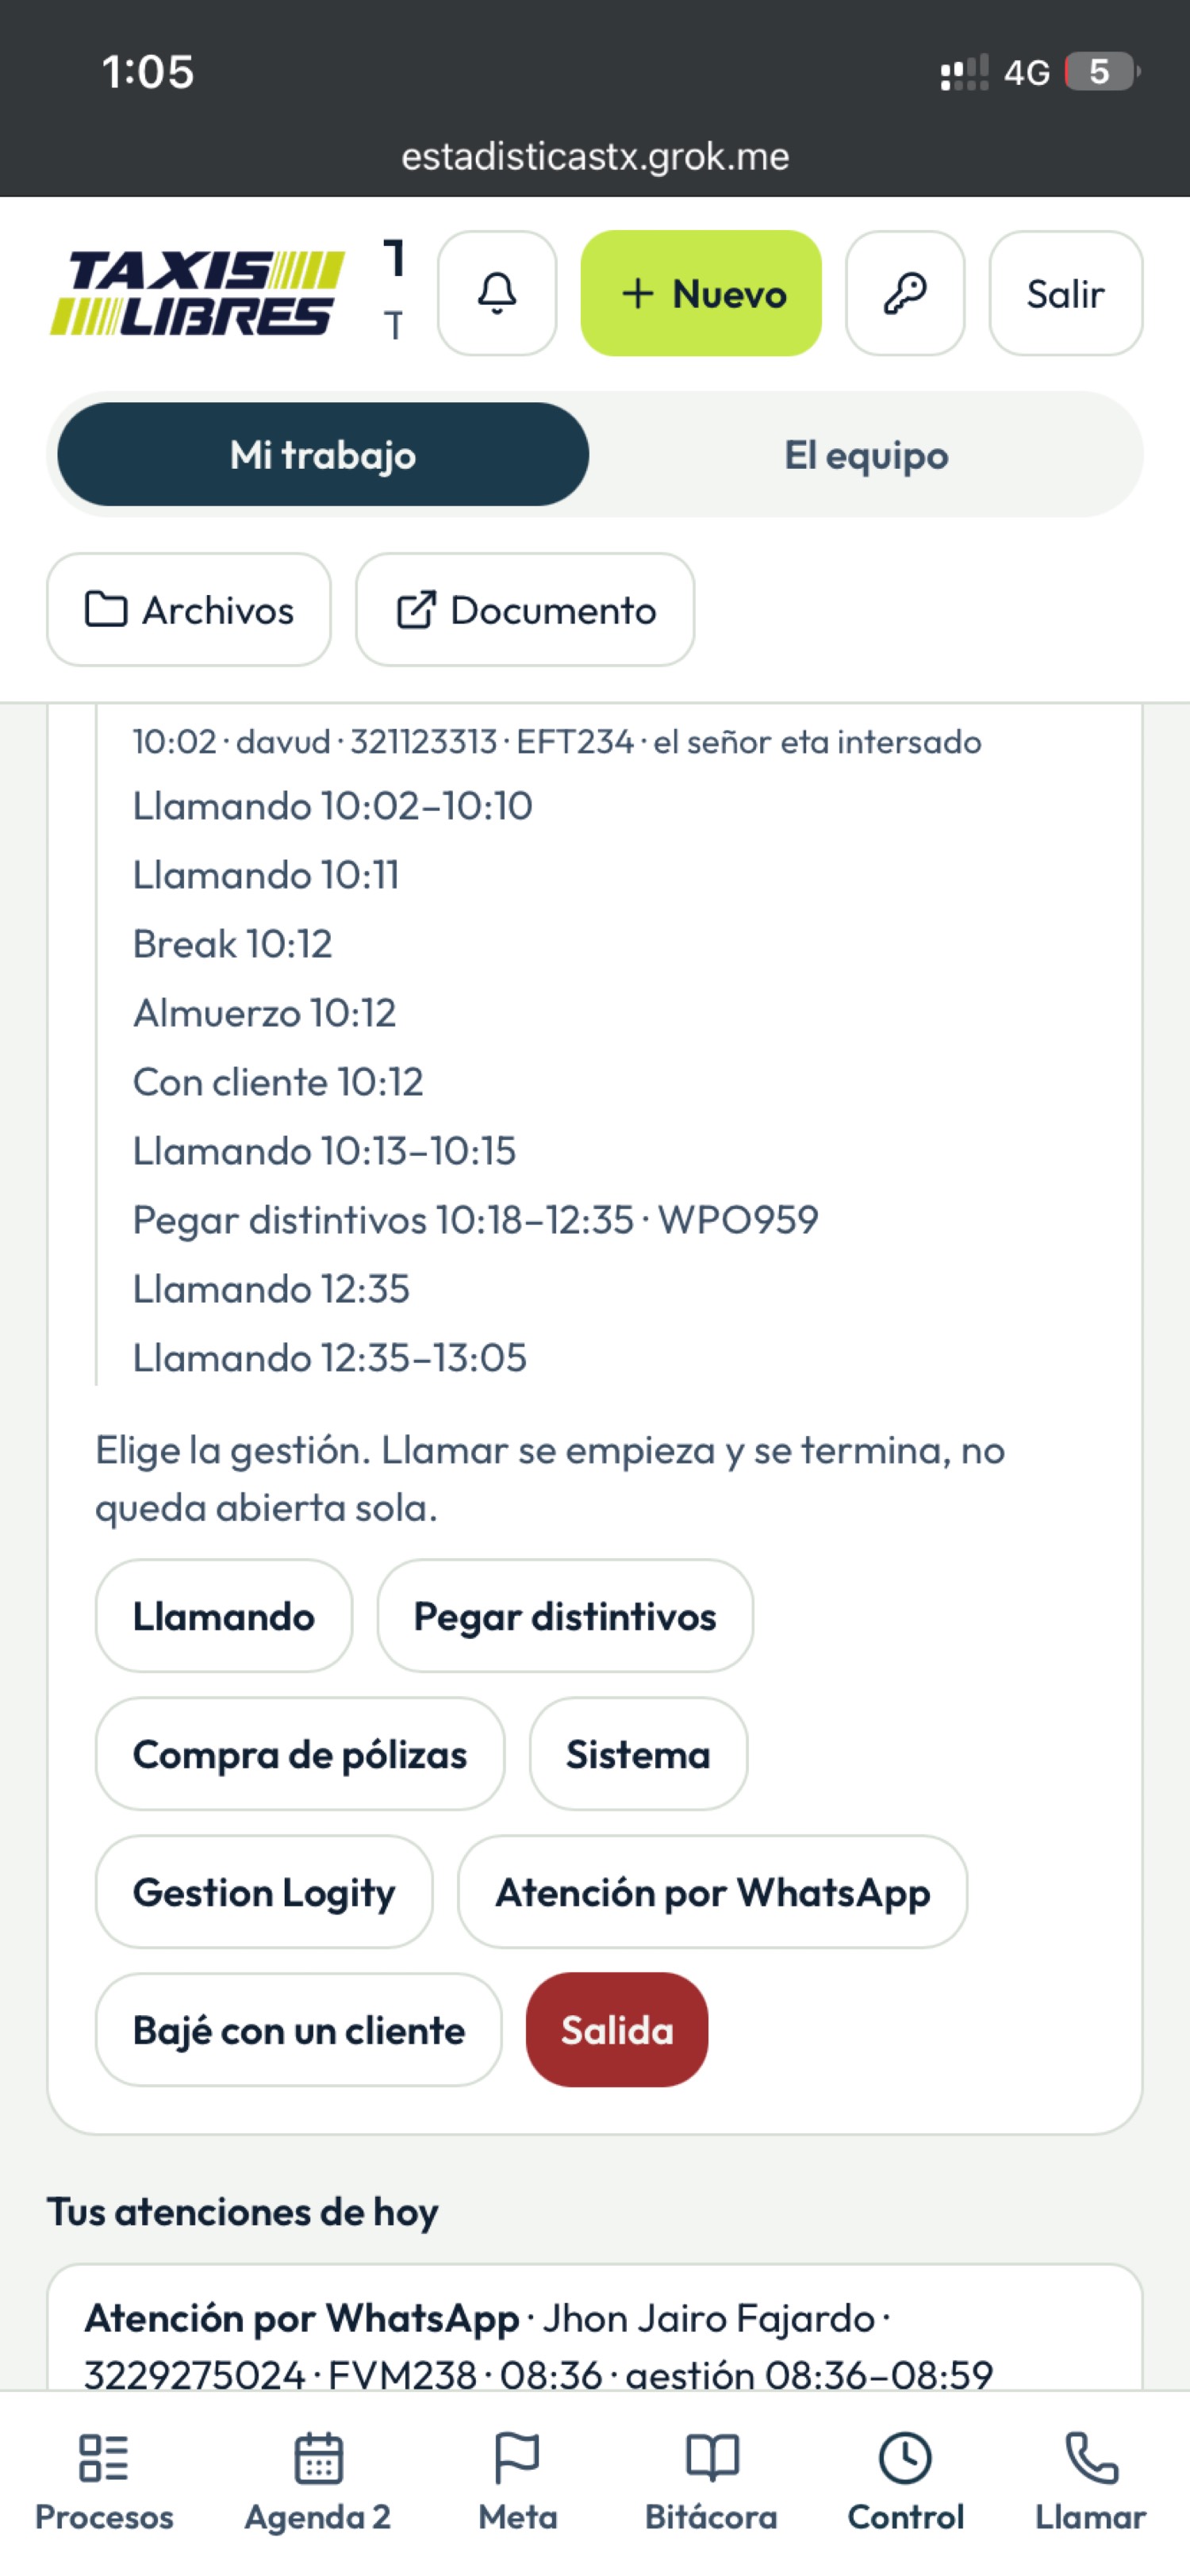 1:05
4G 5
estadisticastx.grok.me
TAXIS
LIBRES
1
T
+ Nuevo
Salir
Mi trabajo
El equipo
Archivos
Documento
10:02 · davud · 321123313 · EFT234 · el señor eta intersado
Llamando 10:02–10:10
Llamando 10:11
Break 10:12
Almuerzo 10:12
Con cliente 10:12
Llamando 10:13–10:15
Pegar distintivos 10:18–12:35 · WPO959
Llamando 12:35
Llamando 12:35–13:05
Elige la gestión. Llamar se empieza y se termina, no
queda abierta sola.
Llamando
Pegar distintivos
Compra de pólizas
Sistema
Gestion Logity
Atención por WhatsApp
Bajé con un cliente
Salida
Tus atenciones de hoy
Atención por WhatsApp · Jhon Jairo Fajardo ·
3229275024 · FVM238 · 08:36 · gestión 08:36–08:59
Procesos
Agenda 2
Meta
Bitácora
Control
Llamar